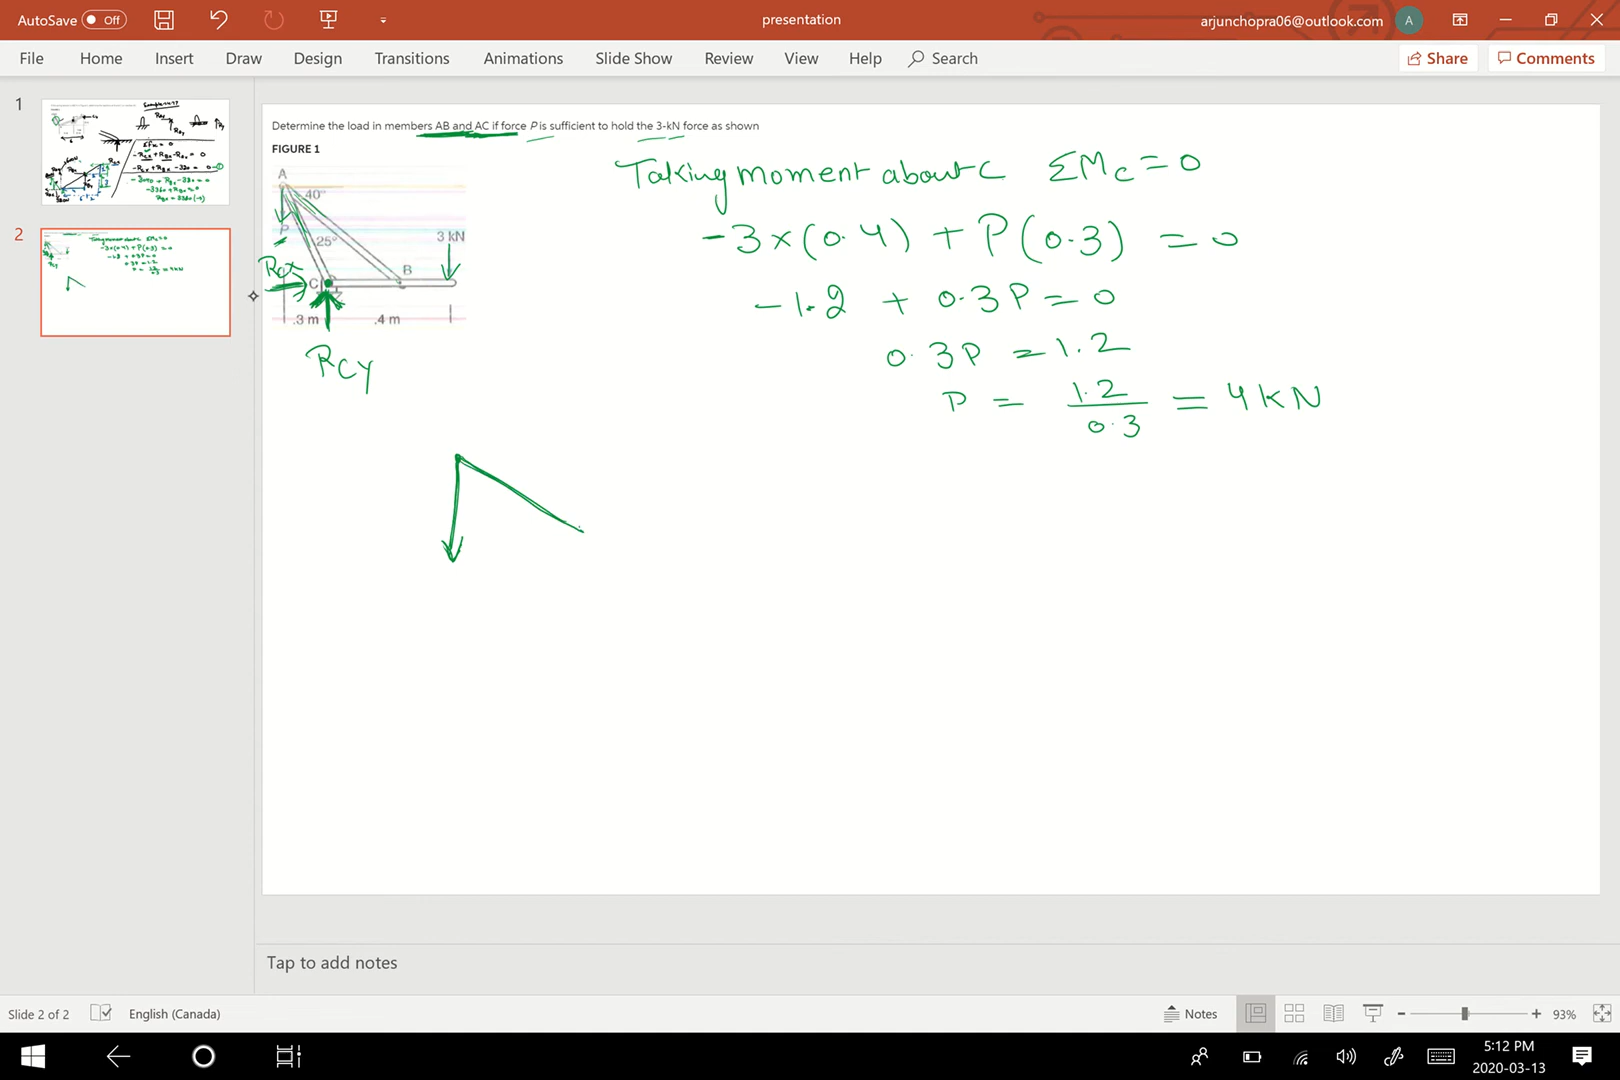 AutoSave Off
presentation
arjunchopra06@outlook.com
A
File Home Insert Draw Design Transitions Animations Slide Show Review View Help Search
Share
Comments
1
2
Determine the load in members AB and AC if force P is sufficient to hold the 3-kN force as shown
FIGURE 1
A
40°
P
25°
3 kN
B
Rcx
C
.3 m
.4 m
RCY
Taking moment about C ΣMc = 0
-3×(0.4) + P(0.3) = 0
-1.2 + 0.3P = 0
0.3P = 1.2
P = 1.2/0.3 = 4KN
Tap to add notes
Slide 2 of 2
English (Canada)
Notes
93%
5:12 PM
2020-03-13